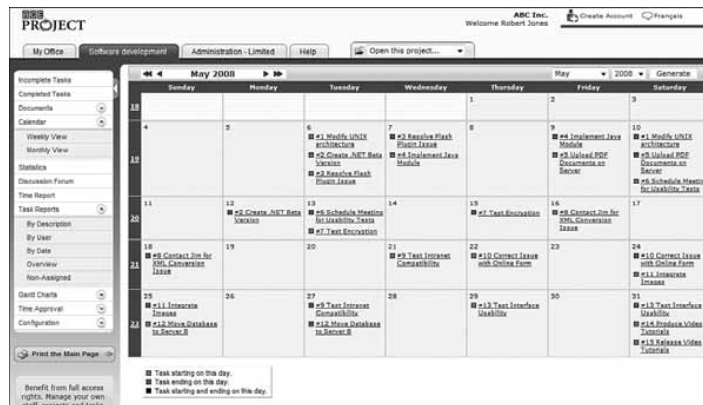 ACE
PROJECT
ABC Inc.
Welcome Robert Jones
Create Account
Français
My Office
Software development
Administration - Limited
Help
Open this project...
Incomplete Tasks
Completed Tasks
Documents
Calendar
Weekly View
Monthly View
Statistics
Discussion Forum
Time Report
Task Reports
By Description
By User
By Date
Overview
Non-Assigned
Gantt Charts
Time Approval
Configuration
Print the Main Page
Benefit from full access
rights. Manage your own
May 2008
May
2008
Generate
Sunday Monday Tuesday Wednesday Thursday Friday Saturday
18
1
2
3
19
4
5
6
#1 Modify UNIX
architecture
#2 Create .NET Beta
Version
#3 Resolve Flash
Plugin Issue
7
#3 Resolve Flash
Plugin Issue
#4 Implement Java
Module
8
9
#4 Implement Java
Module
#5 Upload PDF
Documents on
Server
10
#1 Modify UNIX
architecture
#5 Upload PDF
Documents on
Server
#6 Schedule Meeting
for Usability Tests
20
11
12
#2 Create .NET Beta
Version
13
#6 Schedule Meeting
for Usability Tests
#7 Test Encryption
14
15
#7 Test Encryption
16
#8 Contact Jim for
XML Conversion
Issue
17
21
18
#8 Contact Jim for
XML Conversion
Issue
19
20
21
#9 Test Intranet
Compatibility
22
#10 Correct Issue
with Online Form
23
24
#10 Correct Issue
with Online Form
#11 Integrate
Images
22
25
#11 Integrate
Images
#12 Move Database
to Server B
26
27
#9 Test Intranet
Compatibility
#12 Move Database
to Server B
28
29
#13 Test Interface
Usability
30
31
#13 Test Interface
Usability
#14 Produce Video
Tutorials
#15 Release Video
Tutorials
Task starting on this day.
Task ending on this day.
Task starting and ending on this day.